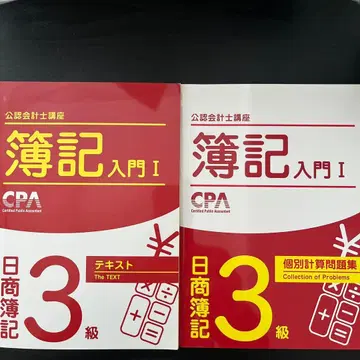 公認会計士講座
簿記入門 I
CPA
Certified Public Accountant
テキスト
The TEXT
日商簿記3級
公認会計士講座
簿記入門 I
CPA
Certified Public Accountant
個別計算問題集
Collection of Problems
日商簿記3級